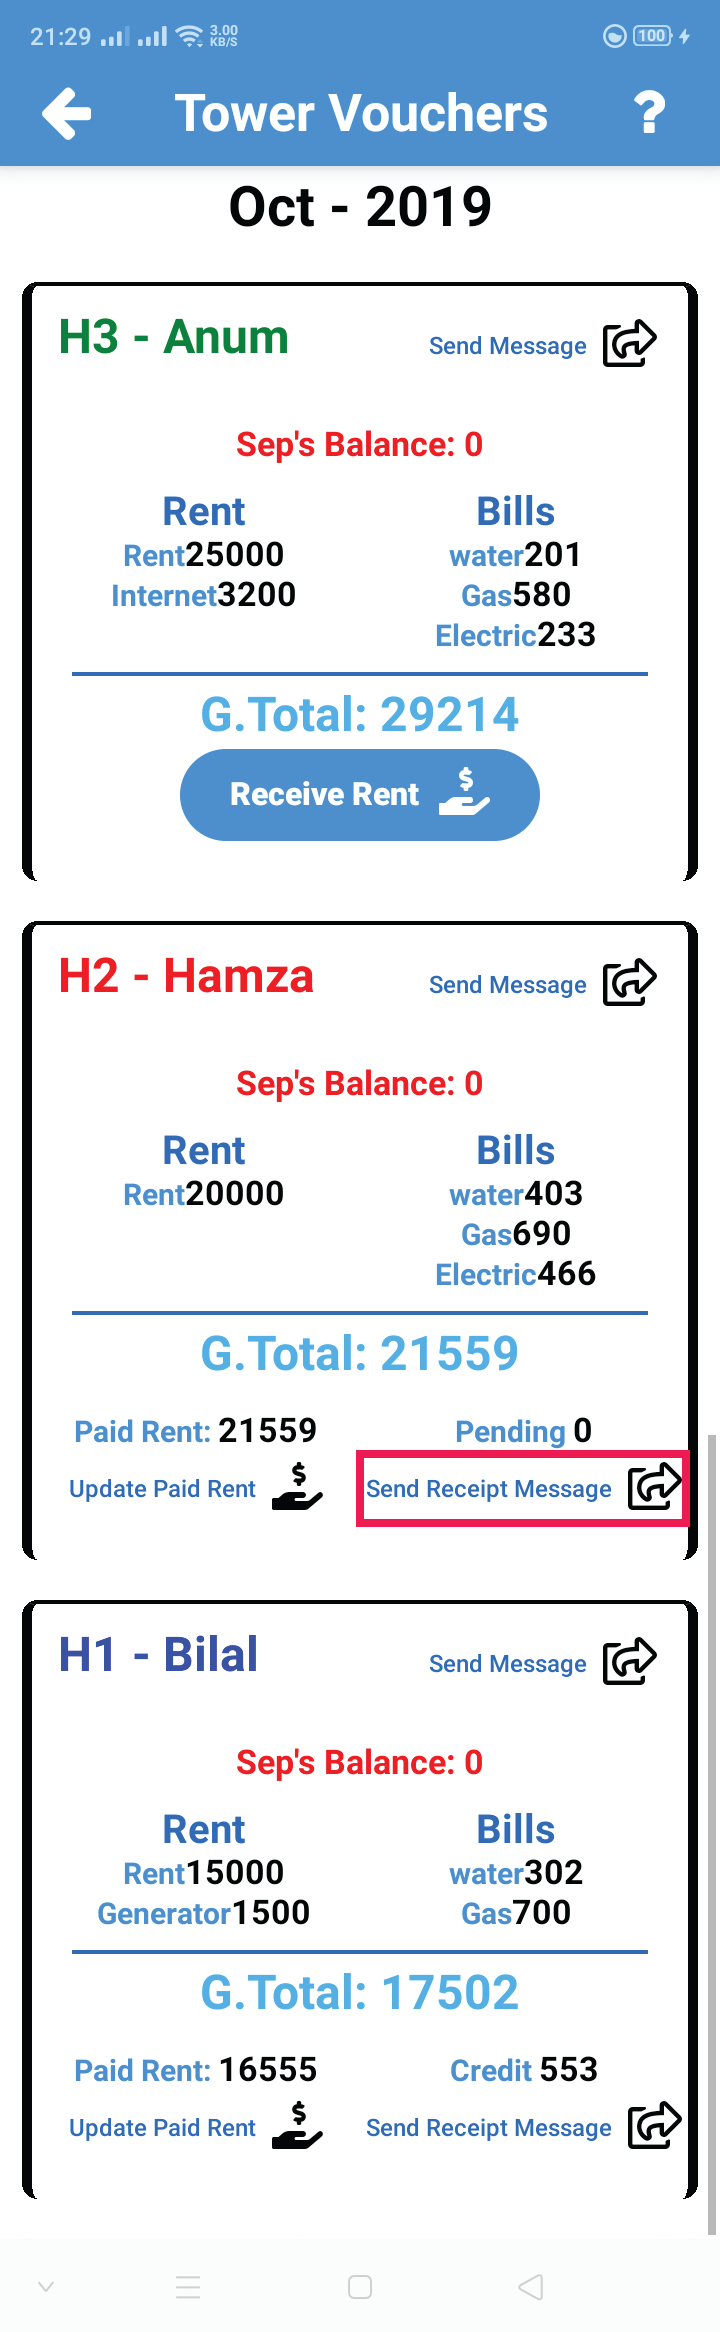 21:29 3.00 KB/S 100
Tower Vouchers ?
Oct - 2019
H3 - Anum Send Message
Sep's Balance: 0
Rent Bills
Rent25000 water201
Internet3200 Gas580
Electric233
G.Total: 29214
Receive Rent $
H2 - Hamza Send Message
Sep's Balance: 0
Rent Bills
Rent20000 water403
Gas690
Electric466
G.Total: 21559
Paid Rent: 21559 Pending 0
Update Paid Rent $ Send Receipt Message
H1 - Bilal Send Message
Sep's Balance: 0
Rent Bills
Rent15000 water302
Generator1500 Gas700
G.Total: 17502
Paid Rent: 16555 Credit 553
Update Paid Rent $ Send Receipt Message